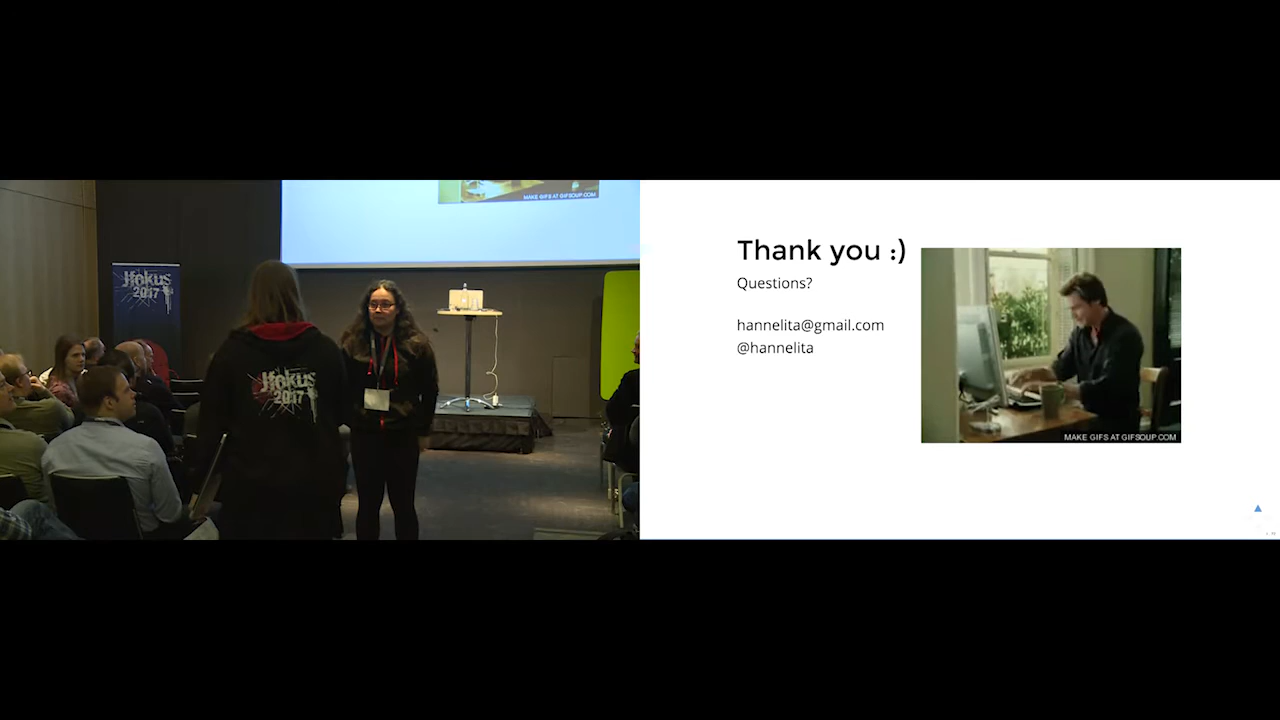 MAKE GIFS AT GIFSOUP.COM
Jfokus
2017
Jfokus
2017
Thank you :)
Questions?
hannelita@gmail.com
@hannelita
MAKE GIFS AT GIFSOUP.COM